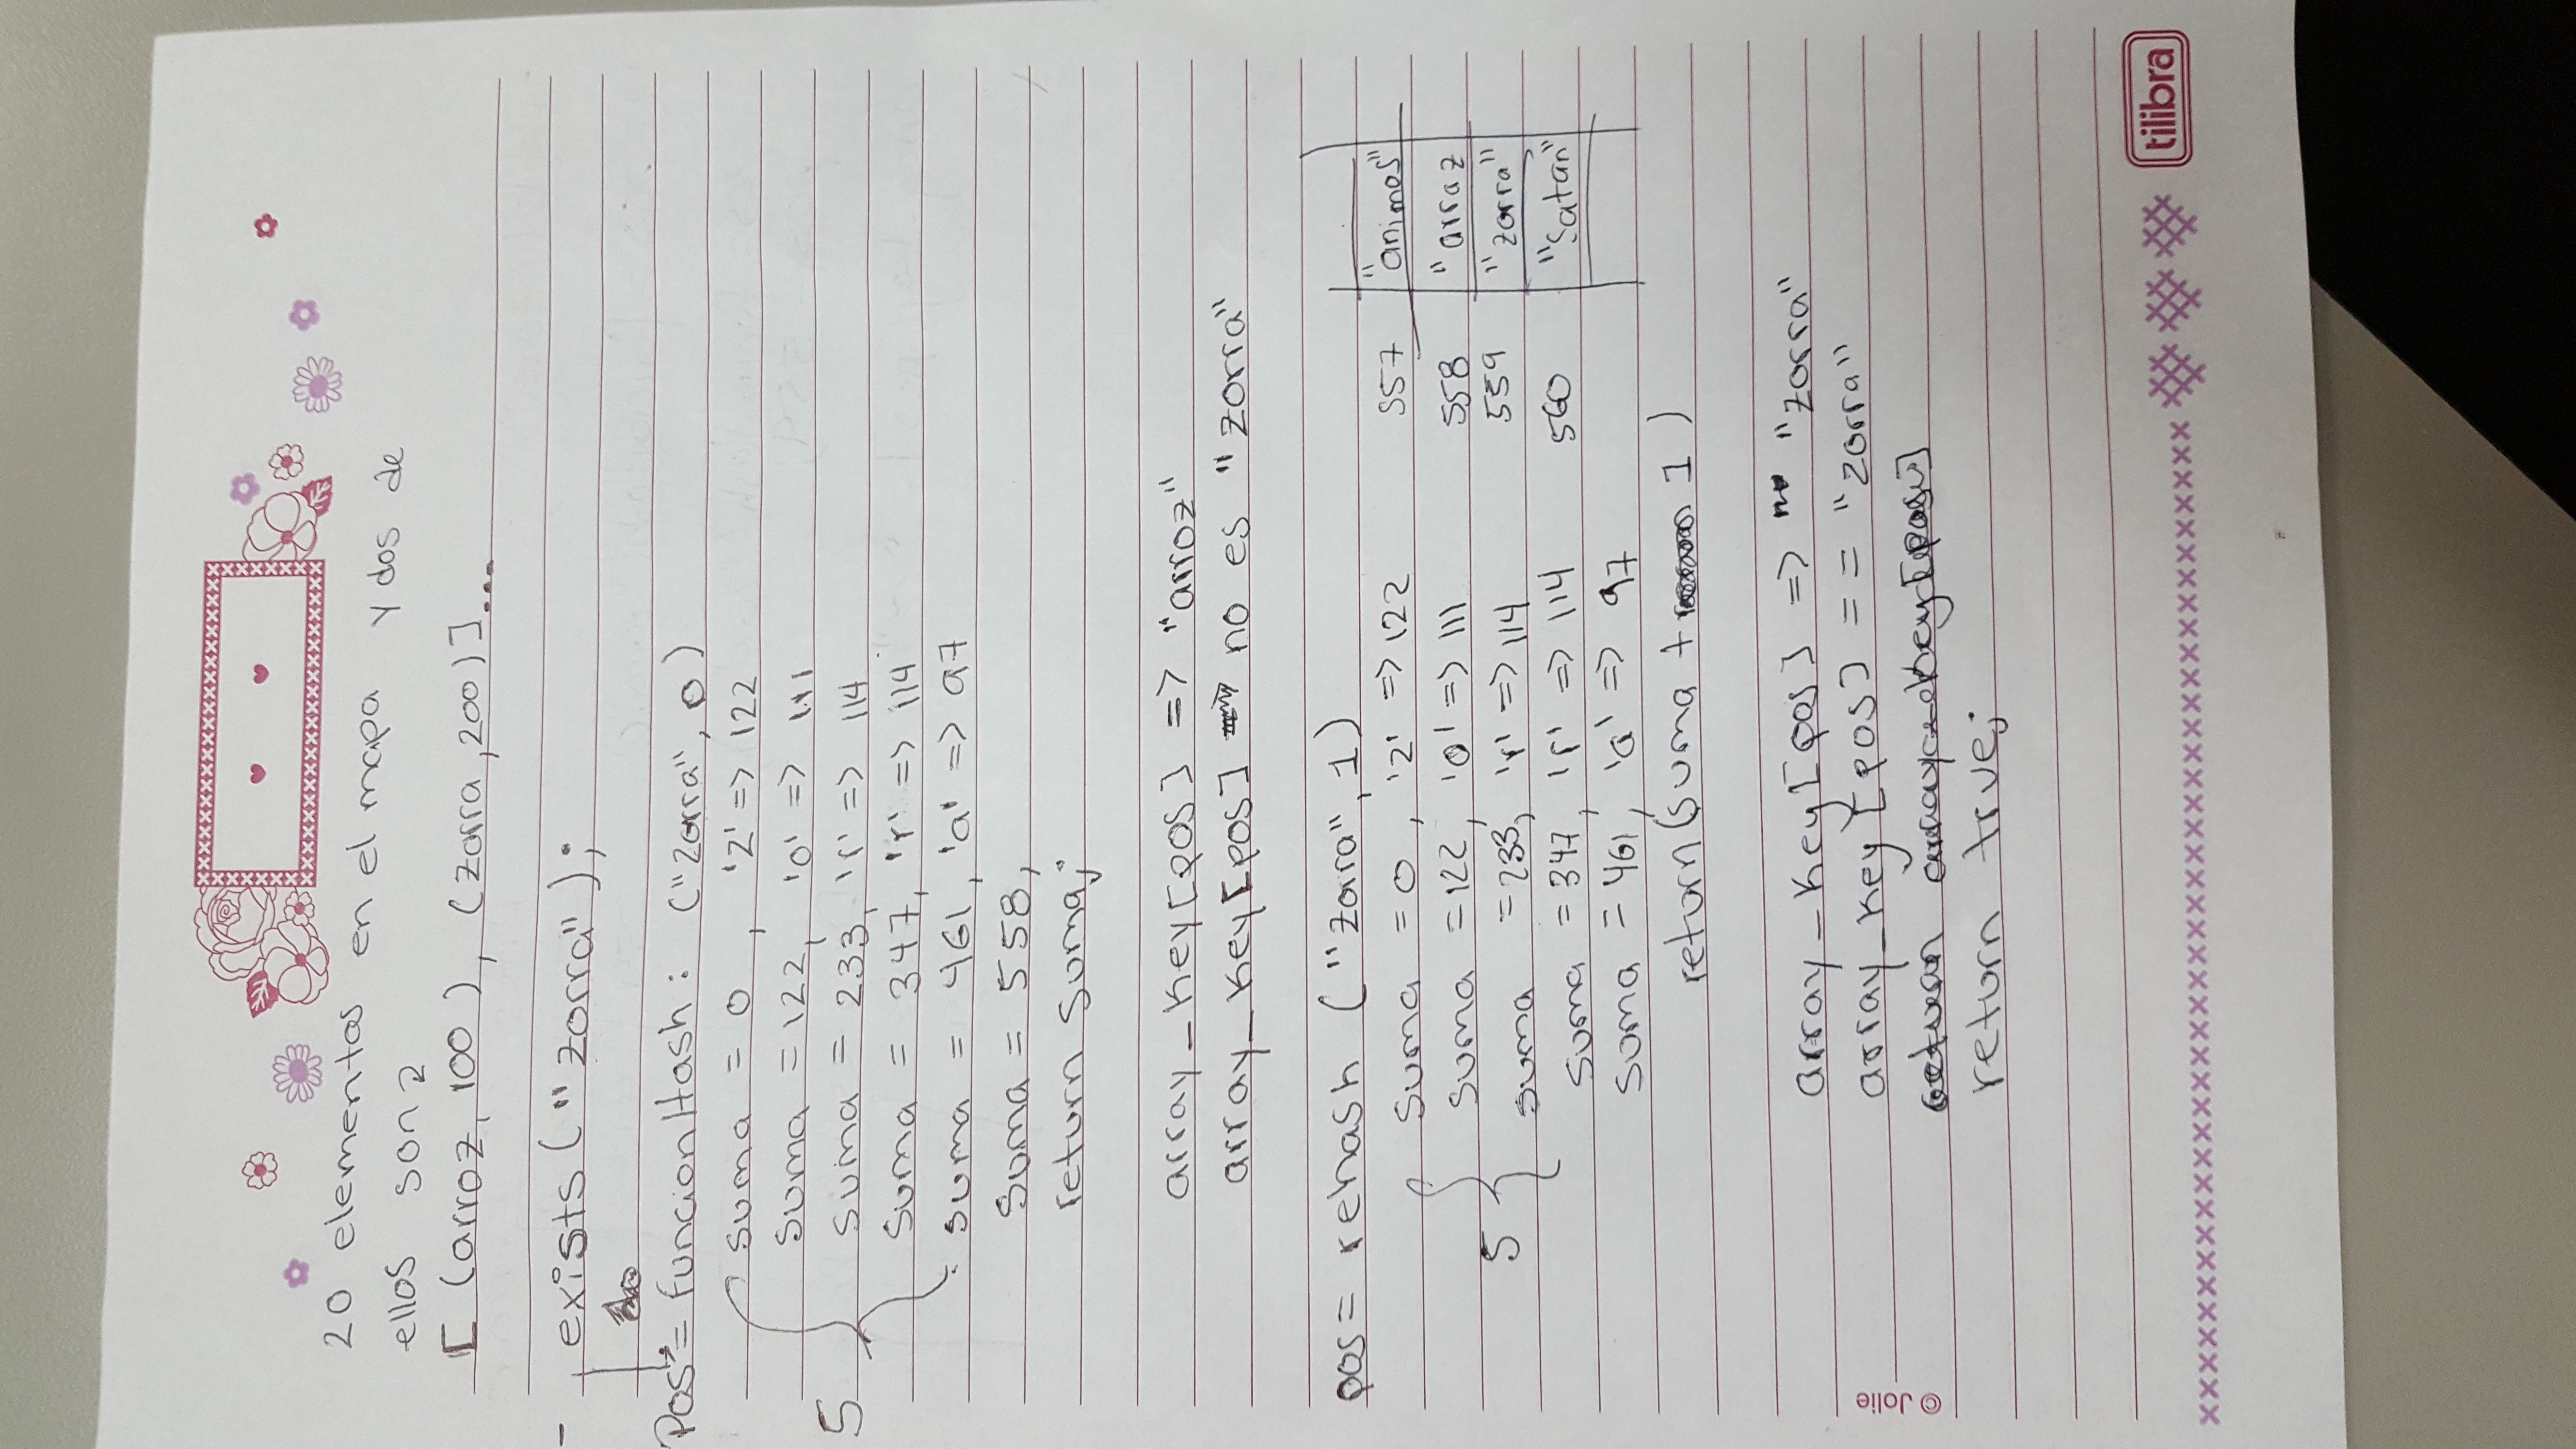 20 elementos en el mapa y dos de
ellos son
[ (arroz, 100), (zorra, 200)]...
- exists ("zorra");
Pos = funcionHash: ("zorra", 0)
suma = 0, 'z' => 122
suma = 122, 'o' => 111
5
suma = 233, 'r' => 114
suma = 347, 'r' => 114
suma = 461, 'a' => 97
suma = 558,
return suma;
array_key[pos] => "arroz"
array_key[pos] no es "zorra"
pos = rehash ("zorra", 1)
suma = 0, 'z' => 122
557 "animos"
suma = 122, 'o' => 111
558 "arroz
5
suma = 233, 'r' => 114
559 "zorra"
suma = 347, 'r' => 114
560 "Satan"
suma = 461, 'a' => 97
return (suma + 1)
array_key[pos] => "zorra"
array_key[pos] == "zorra"
return array_key[pos]
return true;
© Jolie
tilibra